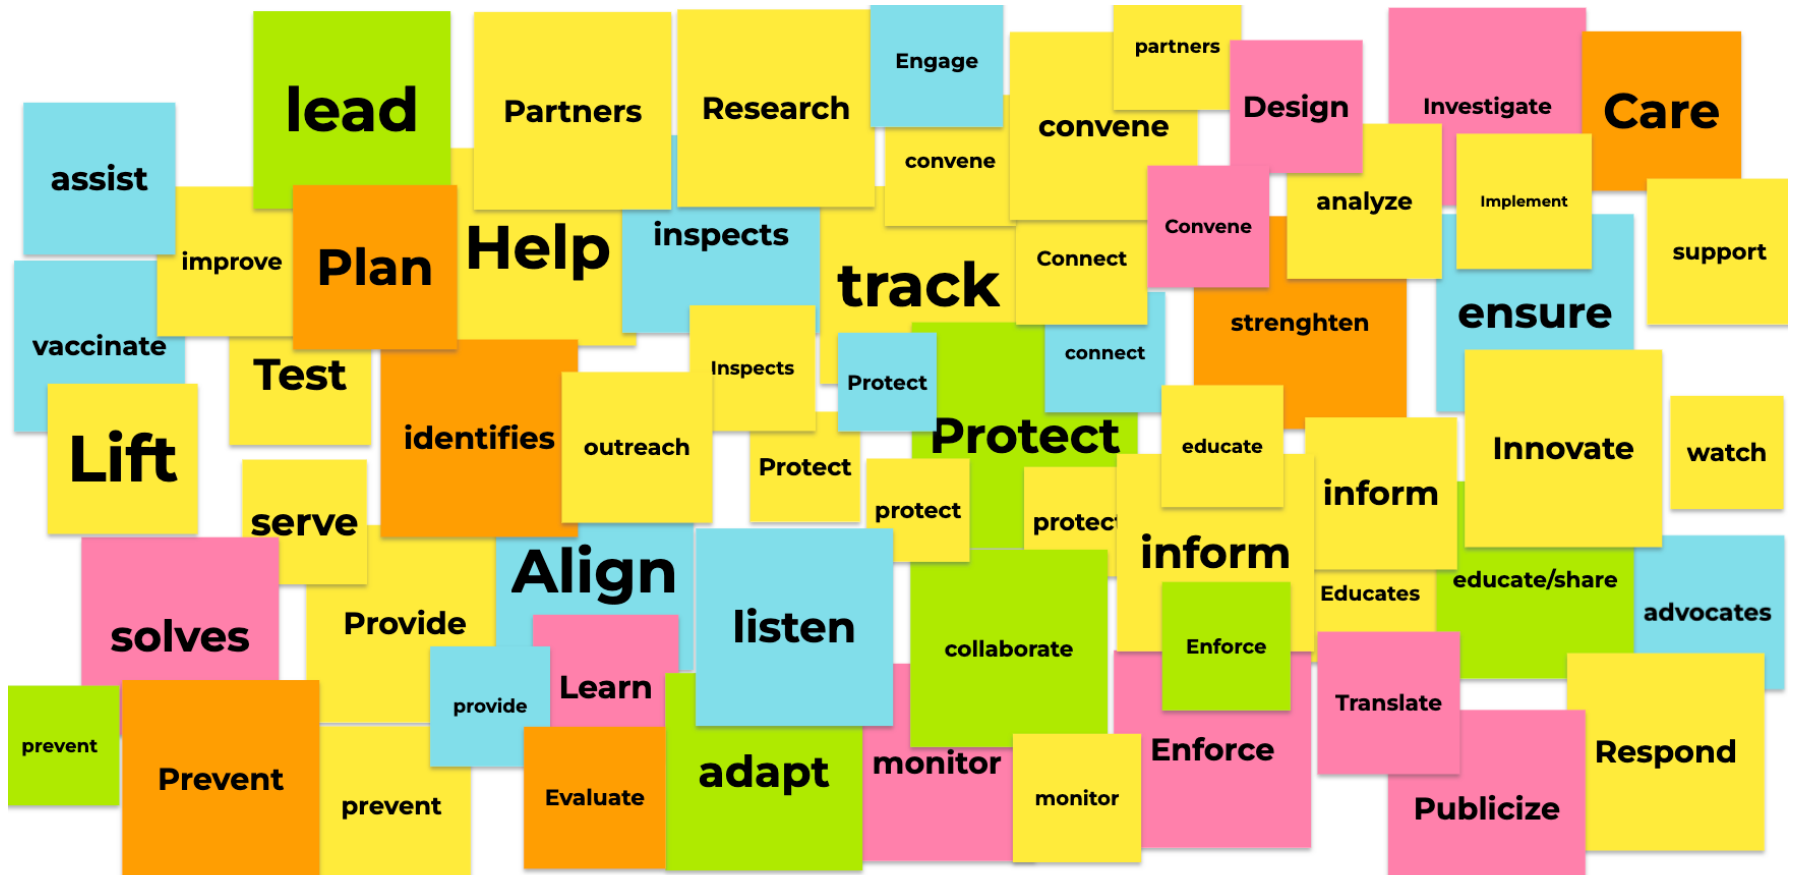 lead
Partners
Research
Engage
partners
convene
convene
Design
Investigate
Care
assist
improve
Plan
Help
inspects
track
Connect
Convene
analyze
Implement
support
vaccinate
Test
identifies
outreach
Inspects
Protect
connect
strenghten
ensure
Lift
serve
Protect
Protect
protect
protect
educate
inform
inform
Innovate
watch
solves
Provide
Align
listen
collaborate
Enforce
Educates
educate/share
advocates
prevent
Prevent
prevent
provide
Learn
Evaluate
adapt
monitor
monitor
Enforce
Translate
Publicize
Respond